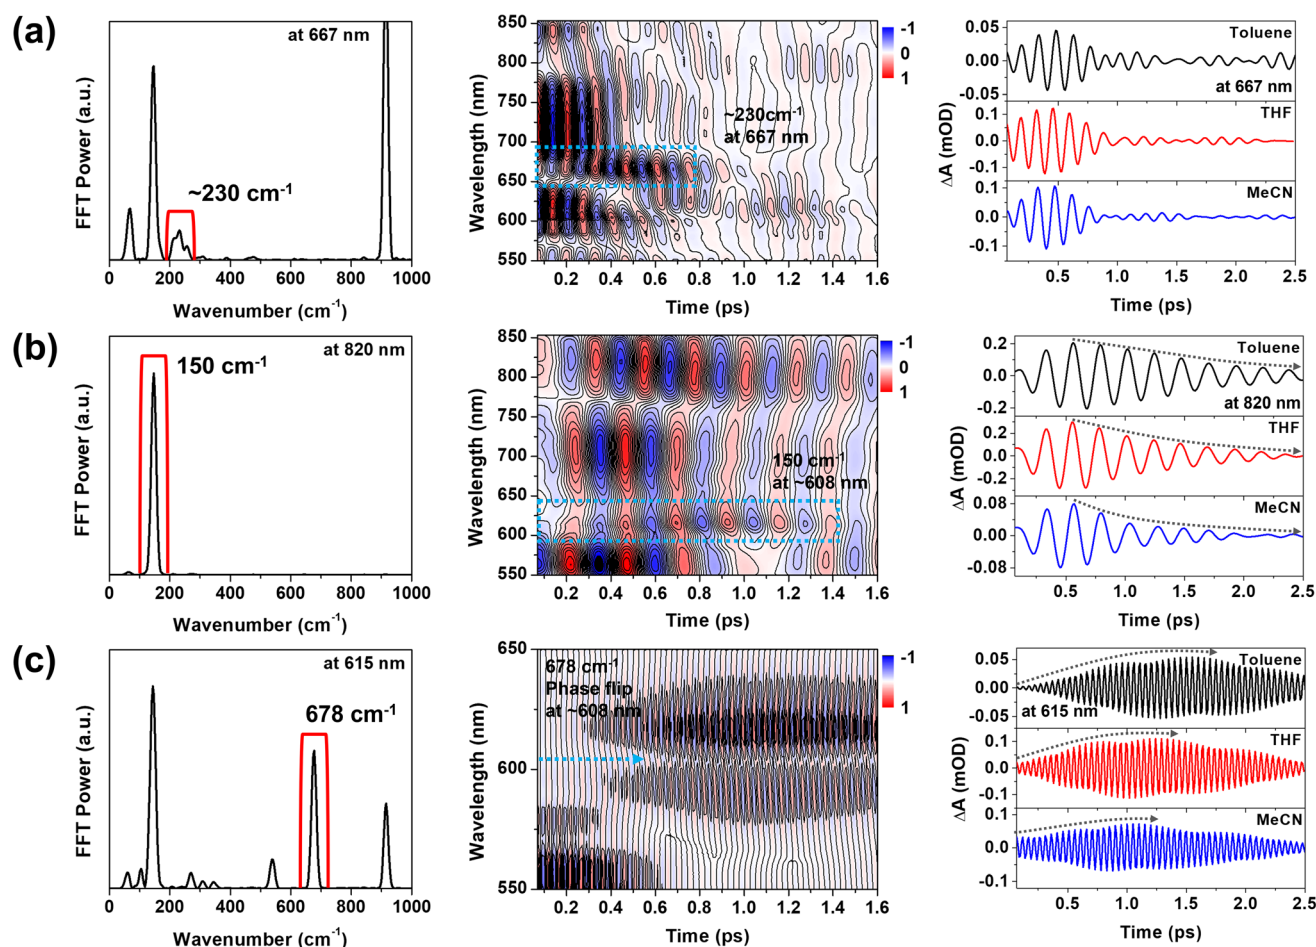 (a)
FFT Power (a.u.)
at 667 nm
~230 cm-1
0 200 400 600 800 1000
Wavenumber (cm-1)
Wavelength (nm)
850
800
750
700
650
600
550
~230cm-1
at 667 nm
-1
0
1
0.2 0.4 0.6 0.8 1.0 1.2 1.4 1.6
Time (ps)
ΔA (mOD)
0.05
0.00
-0.05
Toluene
at 667 nm
0.1
0.0
-0.1
THF
0.1
0.0
-0.1
MeCN
0.5 1.0 1.5 2.0 2.5
Time (ps)
(b)
FFT Power (a.u.)
at 820 nm
150 cm-1
0 200 400 600 800 1000
Wavenumber (cm-1)
Wavelength (nm)
850
800
750
700
650
600
550
150 cm-1
at ~608 nm
-1
0
1
0.2 0.4 0.6 0.8 1.0 1.2 1.4 1.6
Time (ps)
ΔA (mOD)
0.2
0.0
-0.2
Toluene
at 820 nm
0.2
0.0
-0.2
THF
0.08
0.00
-0.08
MeCN
0.5 1.0 1.5 2.0 2.5
Time (ps)
(c)
FFT Power (a.u.)
at 615 nm
678 cm-1
0 200 400 600 800 1000
Wavenumber (cm-1)
Wavelength (nm)
650
600
550
678 cm-1
Phase flip
at ~608 nm
-1
0
1
0.2 0.4 0.6 0.8 1.0 1.2 1.4 1.6
Time (ps)
ΔA (mOD)
0.05
0.00
-0.05
Toluene
at 615 nm
0.1
0.0
-0.1
THF
0.1
0.0
-0.1
MeCN
0.5 1.0 1.5 2.0 2.5
Time (ps)